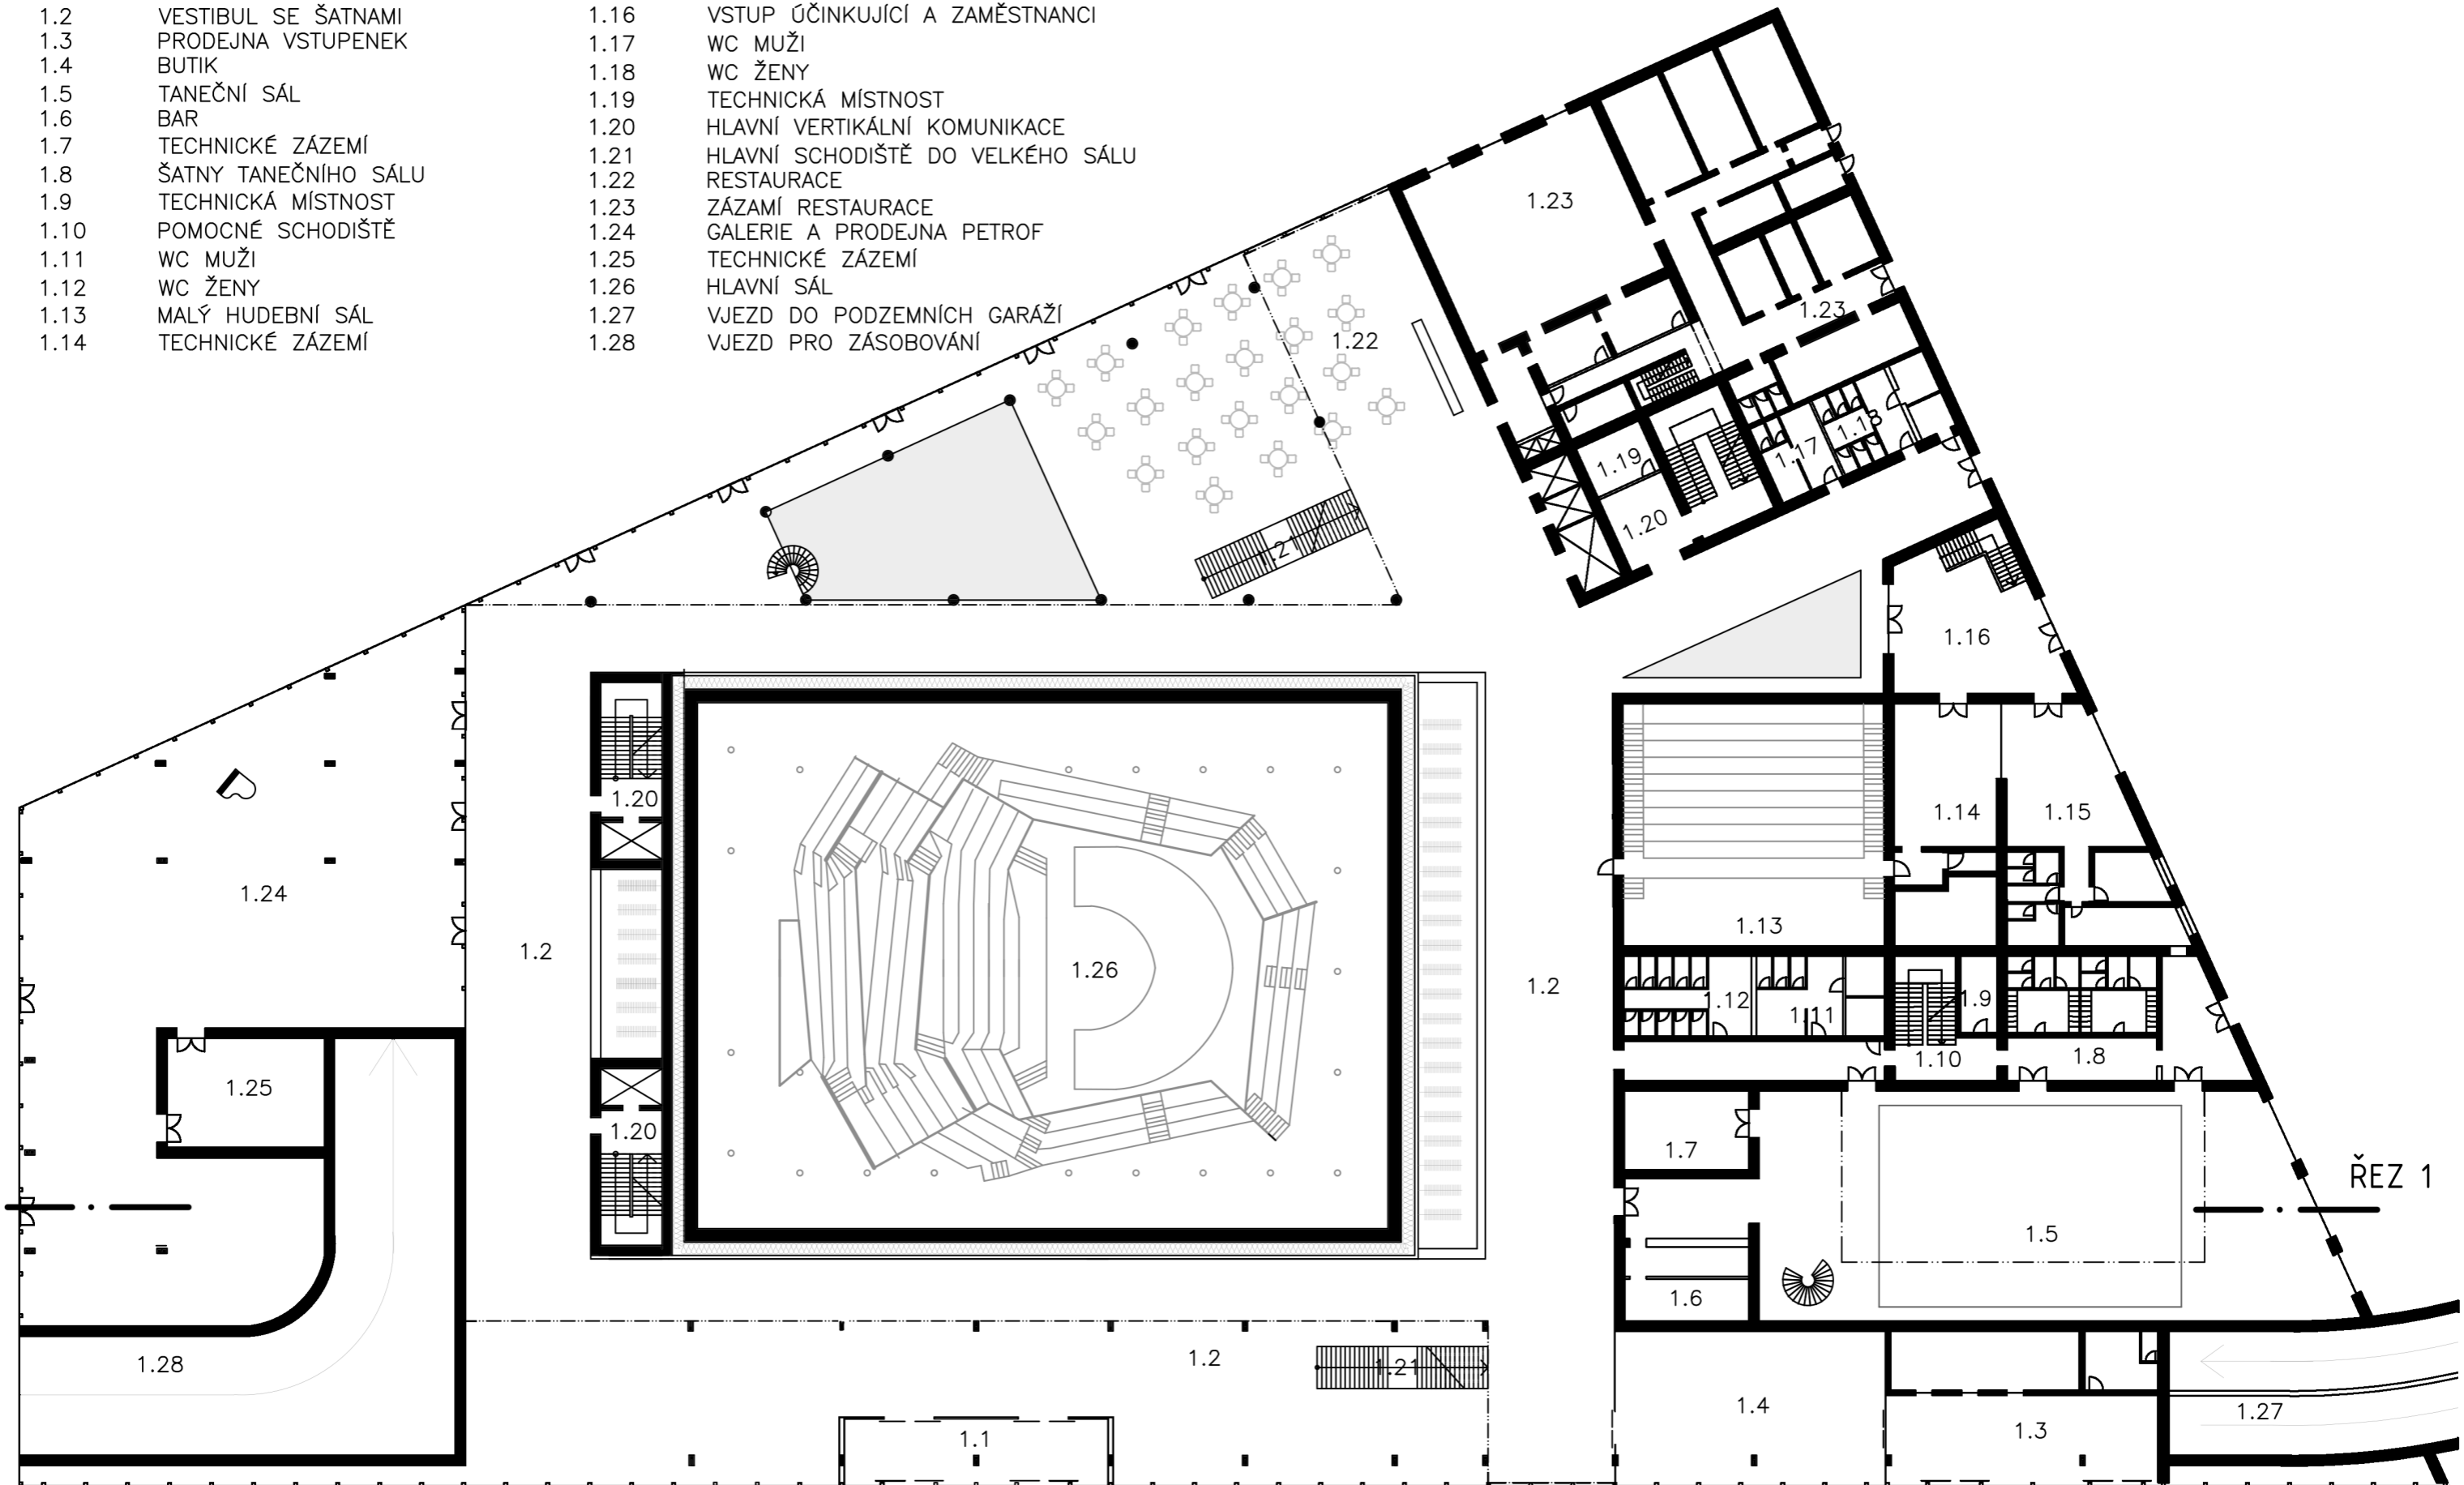 1.2 VESTIBUL SE ŠATNAMI
1.3 PRODEJNA VSTUPENEK
1.4 BUTIK
1.5 TANEČNÍ SÁL
1.6 BAR
1.7 TECHNICKÉ ZÁZEMÍ
1.8 ŠATNY TANEČNÍHO SÁLU
1.9 TECHNICKÁ MÍSTNOST
1.10 POMOCNÉ SCHODIŠTĚ
1.11 WC MUŽI
1.12 WC ŽENY
1.13 MALÝ HUDEBNÍ SÁL
1.14 TECHNICKÉ ZÁZEMÍ
1.16 VSTUP ÚČINKUJÍCÍ A ZAMĚSTNANCI
1.17 WC MUŽI
1.18 WC ŽENY
1.19 TECHNICKÁ MÍSTNOST
1.20 HLAVNÍ VERTIKÁLNÍ KOMUNIKACE
1.21 HLAVNÍ SCHODIŠTĚ DO VELKÉHO SÁLU
1.22 RESTAURACE
1.23 ZÁZAMÍ RESTAURACE
1.24 GALERIE A PRODEJNA PETROF
1.25 TECHNICKÉ ZÁZEMÍ
1.26 HLAVNÍ SÁL
1.27 VJEZD DO PODZEMNÍCH GARÁŽÍ
1.28 VJEZD PRO ZÁSOBOVÁNÍ
1.23
1.23
1.22
1.18
1.17
1.19
1.20
1.21
1.16
1.20
1.14
1.15
1.24
1.13
1.2
1.26
1.2
1.12
1.11
1.9
1.10
1.8
1.25
1.20
1.7
ŘEZ 1
1.5
1.6
1.28
1.2
1.21
1.4
1.27
1.3
1.1